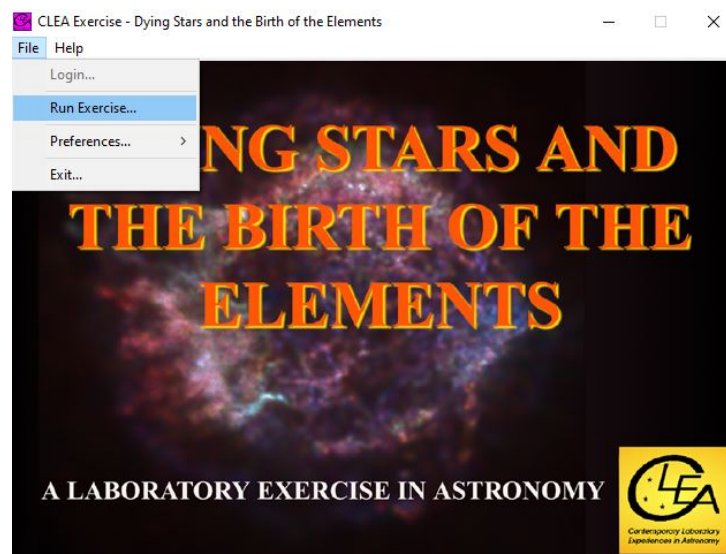 CLEA Exercise - Dying Stars and the Birth of the Elements
File Help
Login...
Run Exercise...
Preferences... >
Exit...
NG STARS AND
THE BIRTH OF THE
ELEMENTS
A LABORATORY EXERCISE IN ASTRONOMY
CLEA
Contemporary Laboratory
Experiences in Astronomy